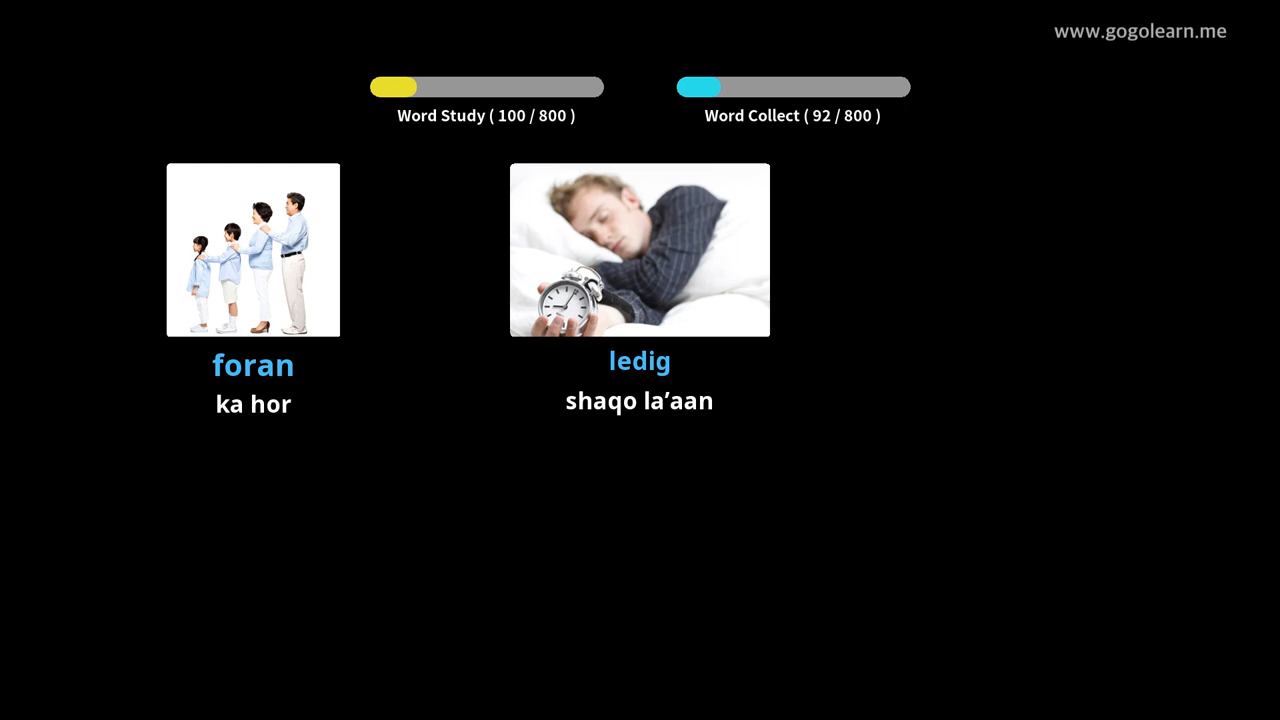 www.gogolearn.me
Word Study ( 100 / 800 )
Word Collect ( 92 / 800 )
foran
ka hor
ledig
shaqo la’aan